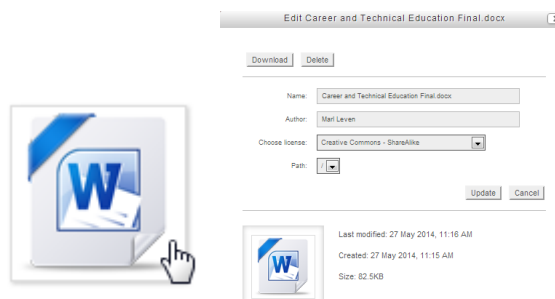 Edit Career and Technical Education Final.docx
Download Delete
Name: Career and Technical Education Final.docx
Author: Mari Leven
Choose license: Creative Commons - ShareAlike
Path: /
Update Cancel
W
Last modified: 27 May 2014, 11:16 AM
Created: 27 May 2014, 11:15 AM
W
Size: 82.5KB